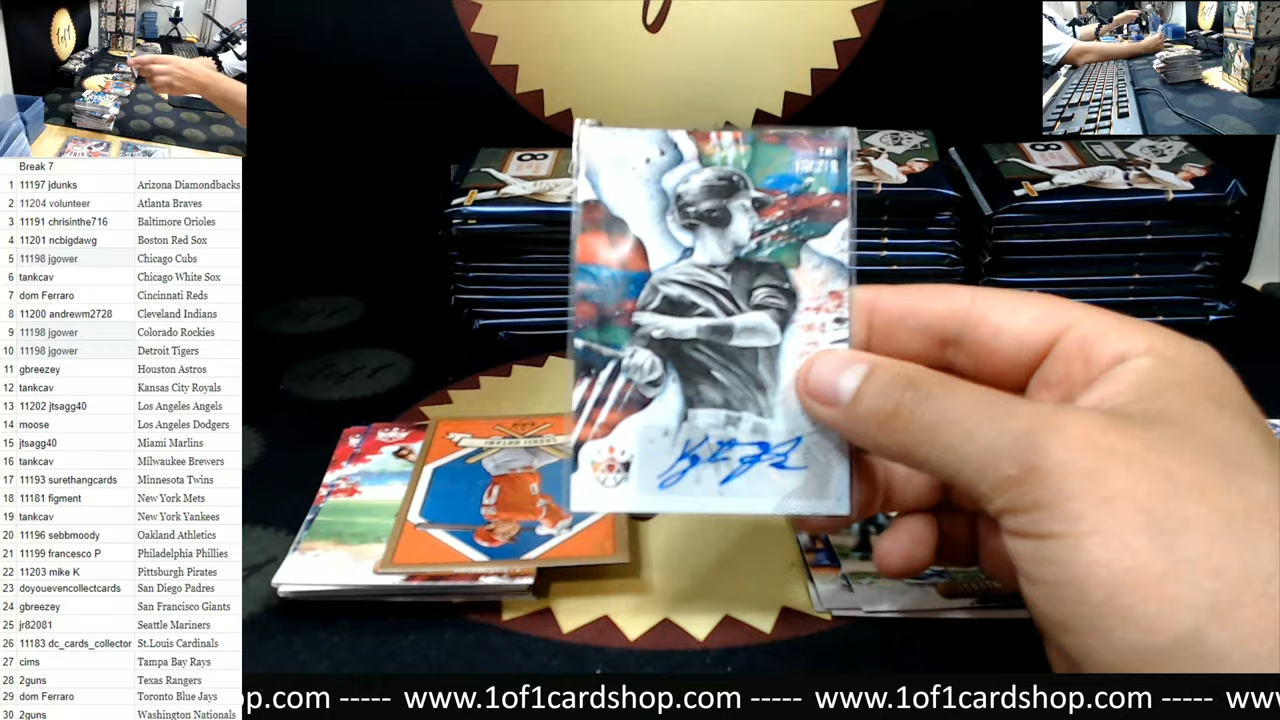 Break 7
1 11197 jdunks Arizona Diamondbacks
2 11204 volunteer Atlanta Braves
3 11191 chrisinthe716 Baltimore Orioles
4 11201 ncbigdawg Boston Red Sox
5 11198 jgower Chicago Cubs
6 tankcav Chicago White Sox
7 dom Ferraro Cincinnati Reds
8 11200 andrewm2728 Cleveland Indians
9 11198 jgower Colorado Rockies
10 11198 jgower Detroit Tigers
11 gbreezey Houston Astros
12 tankcav Kansas City Royals
13 11202 jtsagg40 Los Angeles Angels
14 moose Los Angeles Dodgers
15 jtsagg40 Miami Marlins
16 tankcav Milwaukee Brewers
17 11193 surethangcards Minnesota Twins
18 11181 figment New York Mets
19 tankcav New York Yankees
20 11196 sebbmoody Oakland Athletics
21 11199 francesco P Philadelphia Phillies
22 11203 mike K Pittsburgh Pirates
23 doyouevencollectcards San Diego Padres
24 gbreezey San Francisco Giants
25 jr82081 Seattle Mariners
26 11183 dc_cards_collector St.Louis Cardinals
27 cims Tampa Bay Rays
28 2guns Texas Rangers
29 dom Ferraro Toronto Blue Jays
30 2guns Washington Nationals
8
8
SHOHEI OHTANI
p.com ----- www.1of1cardshop.com ----- www.1of1cardshop.com ----- ww